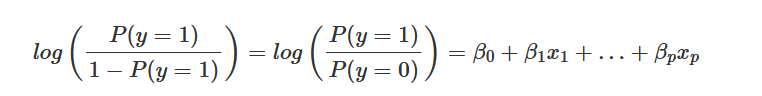 log ( P(y = 1) / 1 − P(y = 1) ) = log ( P(y = 1) / P(y = 0) ) = β₀ + β₁x₁ + … + βₚxₚ